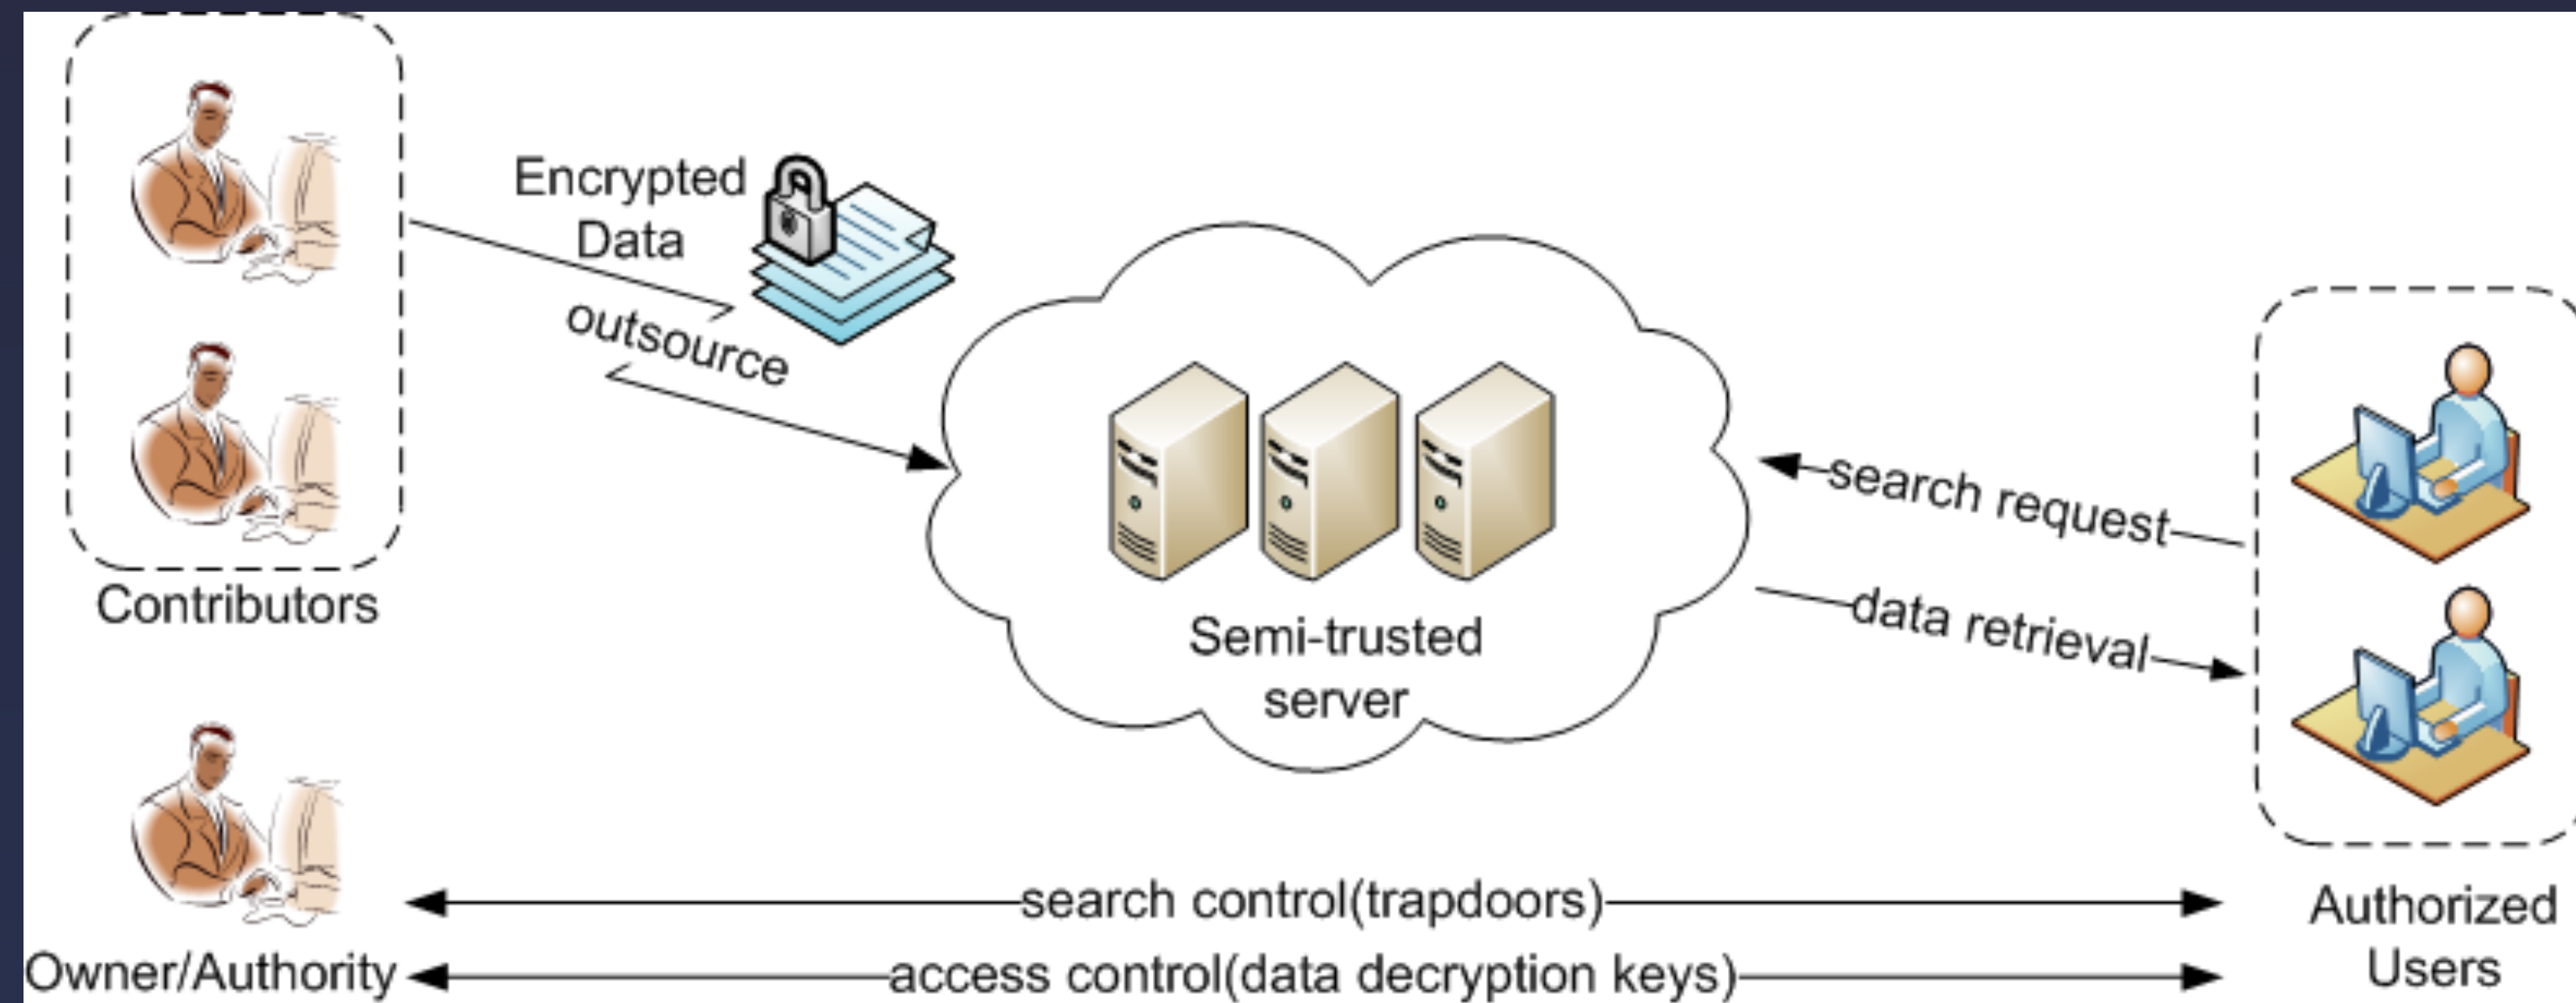 Encrypted
Data
outsource
Contributors
Semi-trusted
server
search request
data retrieval
search control(trapdoors)
access control(data decryption keys)
Owner/Authority
Authorized
Users